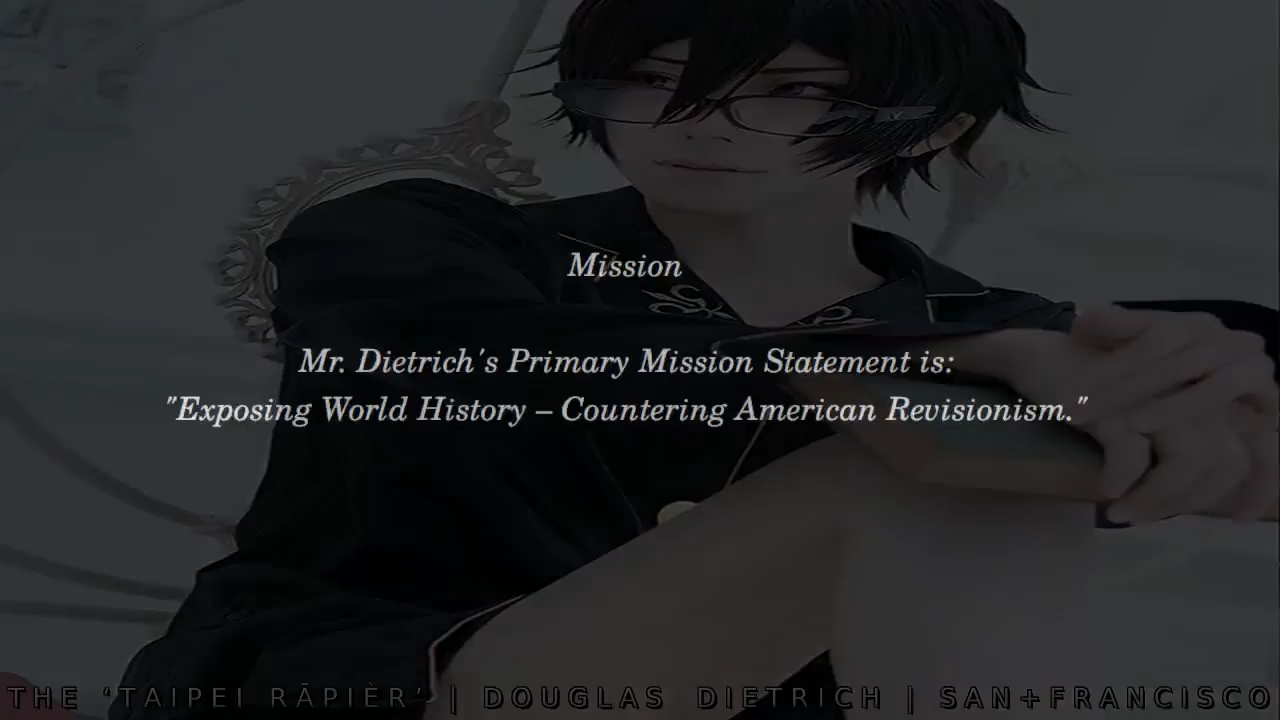 Mission
Mr. Dietrich's Primary Mission Statement is:
"Exposing World History – Countering American Revisionism."
THE ‘TAIPEI RĀPIÈR’ | DOUGLAS DIETRICH | SAN+FRANCISCO